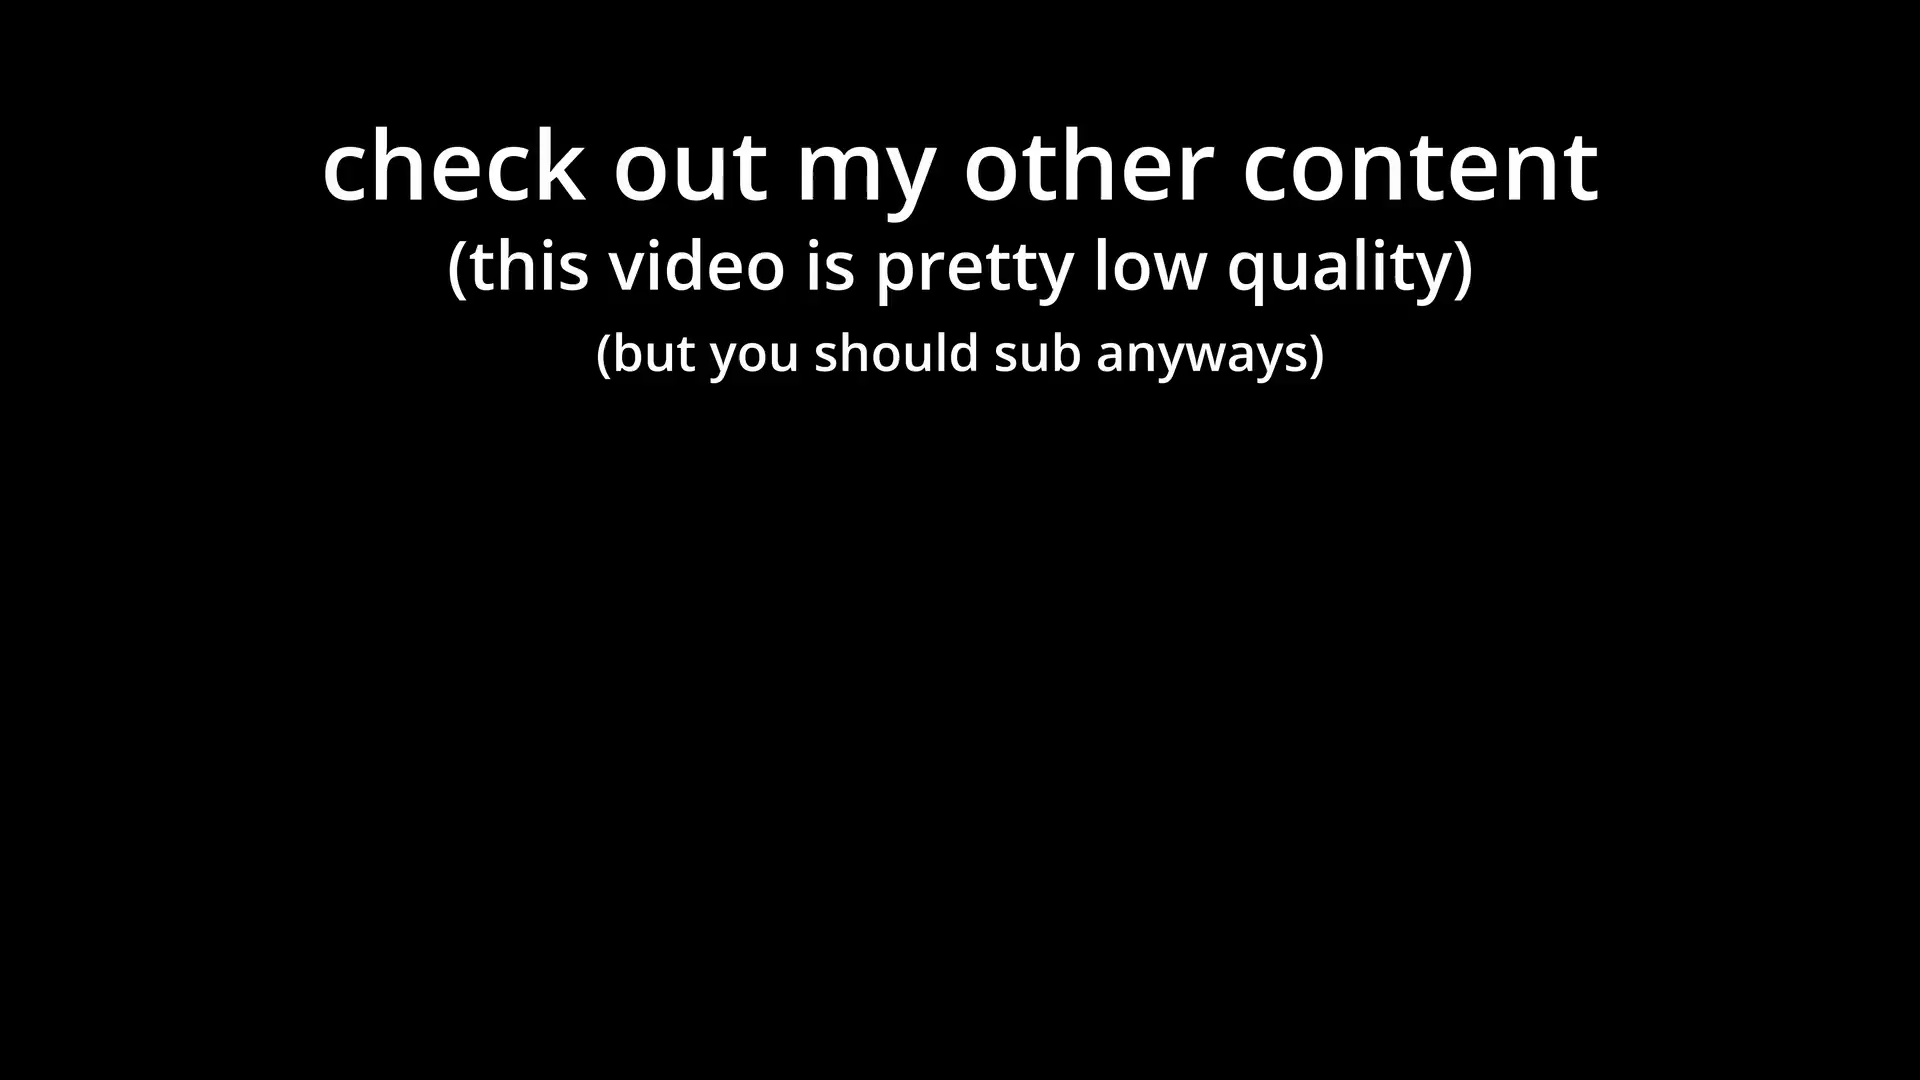 check out my other content
(this video is pretty low quality)
(but you should sub anyways)